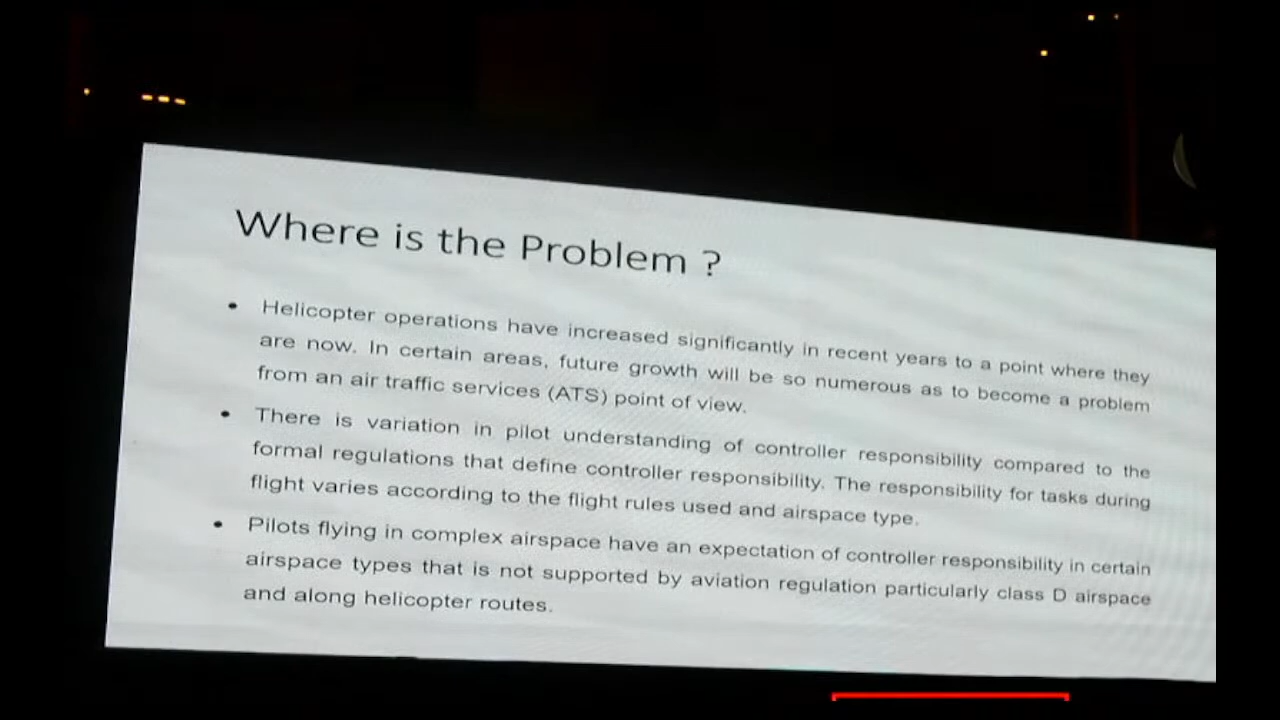 Where is the Problem ?
• Helicopter operations have increased significantly in recent years to a point where they
are now. In certain areas, future growth will be so numerous as to become a problem
from an air traffic services (ATS) point of view.
• There is variation in pilot understanding of controller responsibility compared to the
formal regulations that define controller responsibility. The responsibility for tasks during
flight varies according to the flight rules used and airspace type.
• Pilots flying in complex airspace have an expectation of controller responsibility in certain
airspace types that is not supported by aviation regulation particularly class D airspace
and along helicopter routes.